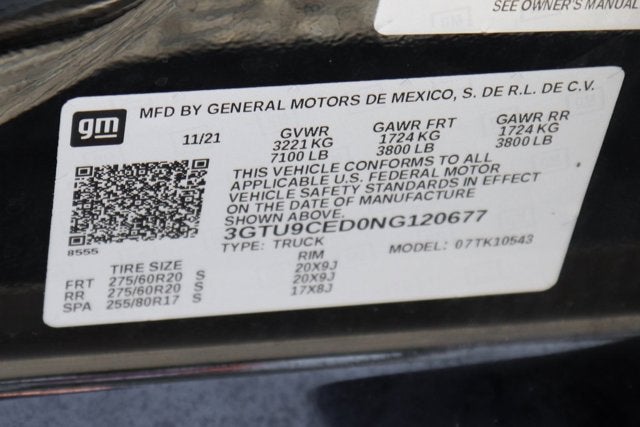 SEE OWNER'S MANUAL
gm
MFD BY GENERAL MOTORS DE MEXICO, S. DE R.L. DE C.V.
11/21 GVWR GAWR FRT GAWR RR
3221 KG 1724 KG 1724 KG
7100 LB 3800 LB 3800 LB
THIS VEHICLE CONFORMS TO ALL
APPLICABLE U.S. FEDERAL MOTOR
VEHICLE SAFETY STANDARDS IN EFFECT
ON THE DATE OF MANUFACTURE
SHOWN ABOVE.
3GTU9CED0NG120677
8555
TYPE: TRUCK MODEL: 07TK10543
TIRE SIZE RIM
FRT 275/60R20 S 20X9J
RR 275/60R20 S 20X9J
SPA 255/80R17 S 17X8J